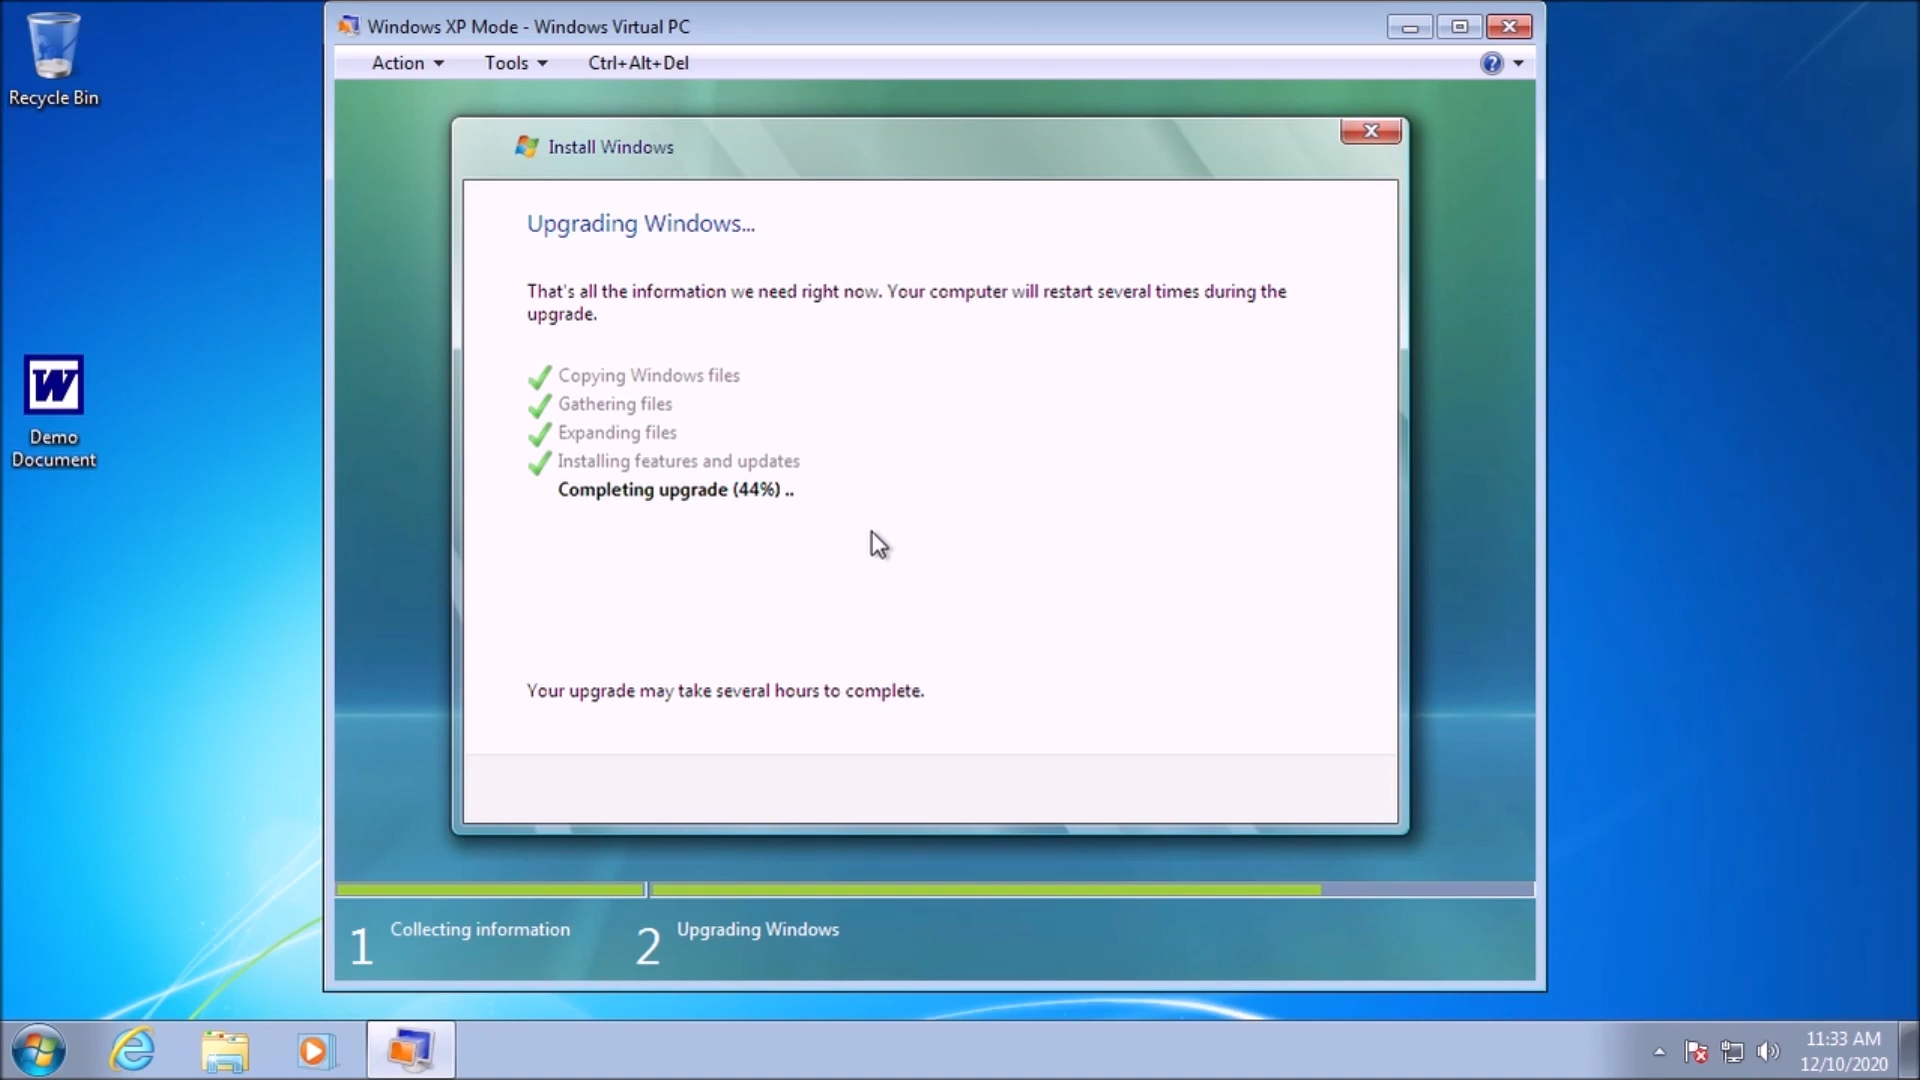 Recycle Bin
Demo
Document
Windows XP Mode - Windows Virtual PC
Action
Tools
Ctrl+Alt+Del
?
Install Windows
Upgrading Windows...
That's all the information we need right now. Your computer will restart several times during the
upgrade.
Copying Windows files
Gathering files
Expanding files
Installing features and updates
Completing upgrade (44%) ..
Your upgrade may take several hours to complete.
1 Collecting information
2 Upgrading Windows
11:33 AM
12/10/2020